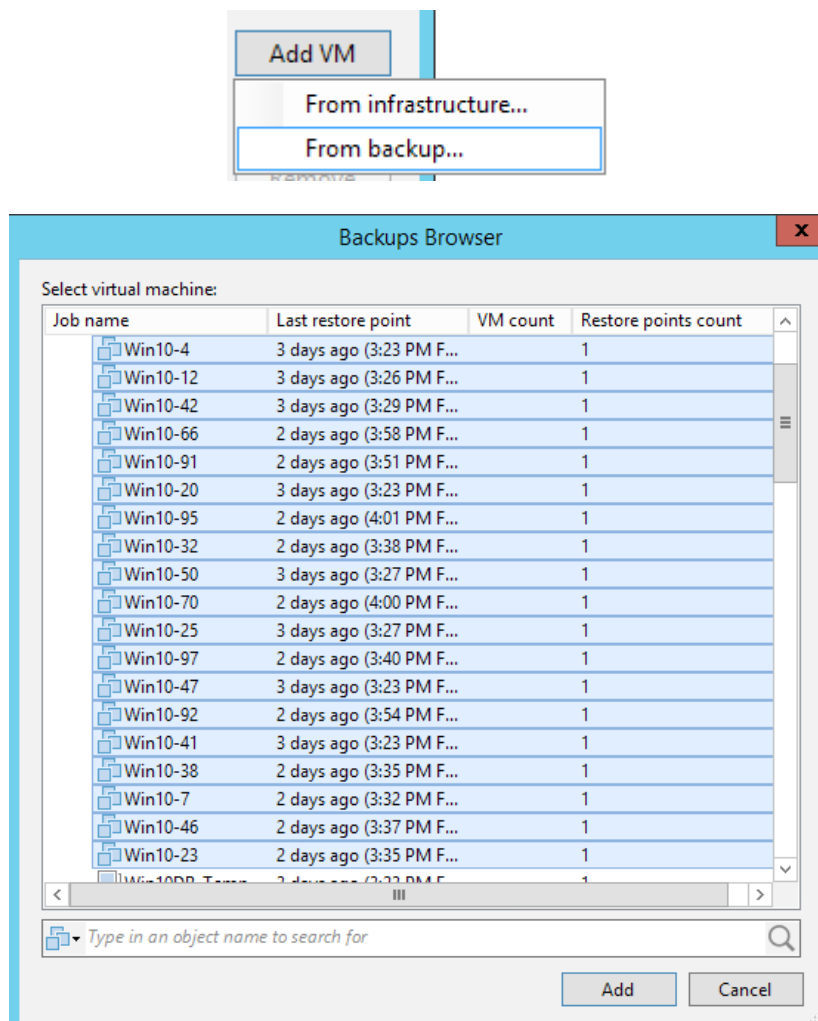 Add VM
From infrastructure...
From backup...
Remove
Backups Browser
x
Select virtual machine:
Job name Last restore point VM count Restore points count
Win10-4 3 days ago (3:23 PM F... 1
Win10-12 3 days ago (3:26 PM F... 1
Win10-42 3 days ago (3:29 PM F... 1
Win10-66 2 days ago (3:58 PM F... 1
Win10-91 2 days ago (3:51 PM F... 1
Win10-20 3 days ago (3:23 PM F... 1
Win10-95 2 days ago (4:01 PM F... 1
Win10-32 2 days ago (3:38 PM F... 1
Win10-50 3 days ago (3:27 PM F... 1
Win10-70 2 days ago (4:00 PM F... 1
Win10-25 3 days ago (3:27 PM F... 1
Win10-97 2 days ago (3:40 PM F... 1
Win10-47 3 days ago (3:23 PM F... 1
Win10-92 2 days ago (3:54 PM F... 1
Win10-41 3 days ago (3:23 PM F... 1
Win10-38 2 days ago (3:35 PM F... 1
Win10-7 2 days ago (3:32 PM F... 1
Win10-46 2 days ago (3:37 PM F... 1
Win10-23 2 days ago (3:35 PM F... 1
Type in an object name to search for
Add Cancel